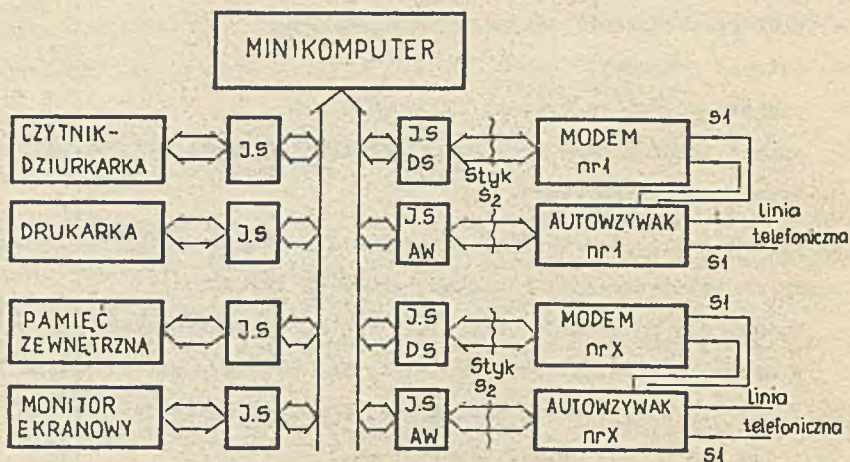 MINIKOMPUTER
CZYTNIK-
DZIURKARKA
J.S
J.S
DS
Styk
S2
MODEM
nr1
S1
DRUKARKA
J.S
J.S
AW
AUTOWZYWAK
nr1
linia
telefoniczna
S1
PAMIĘĆ
ZEWNĘTRZNA
J.S
J.S
DS
Styk
S2
MODEM
nrX
S1
MONITOR
EKRANOWY
J.S
J.S
AW
AUTOWZYWAK
nrX
linia
telefoniczna
S1